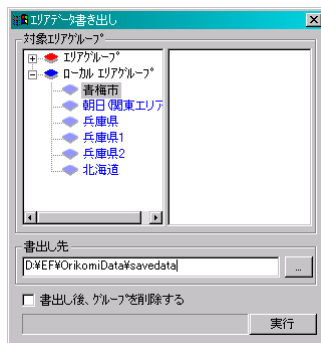 エリアデータ書き出し
対象エリアグループ
エリアグループ
ローカル エリアグループ
青梅市
朝日(関東エリア
兵庫県
兵庫県1
兵庫県2
北海道
書出し先
D:¥EF¥OrikomiData¥savedata
...
書出し後、グループを削除する
実行